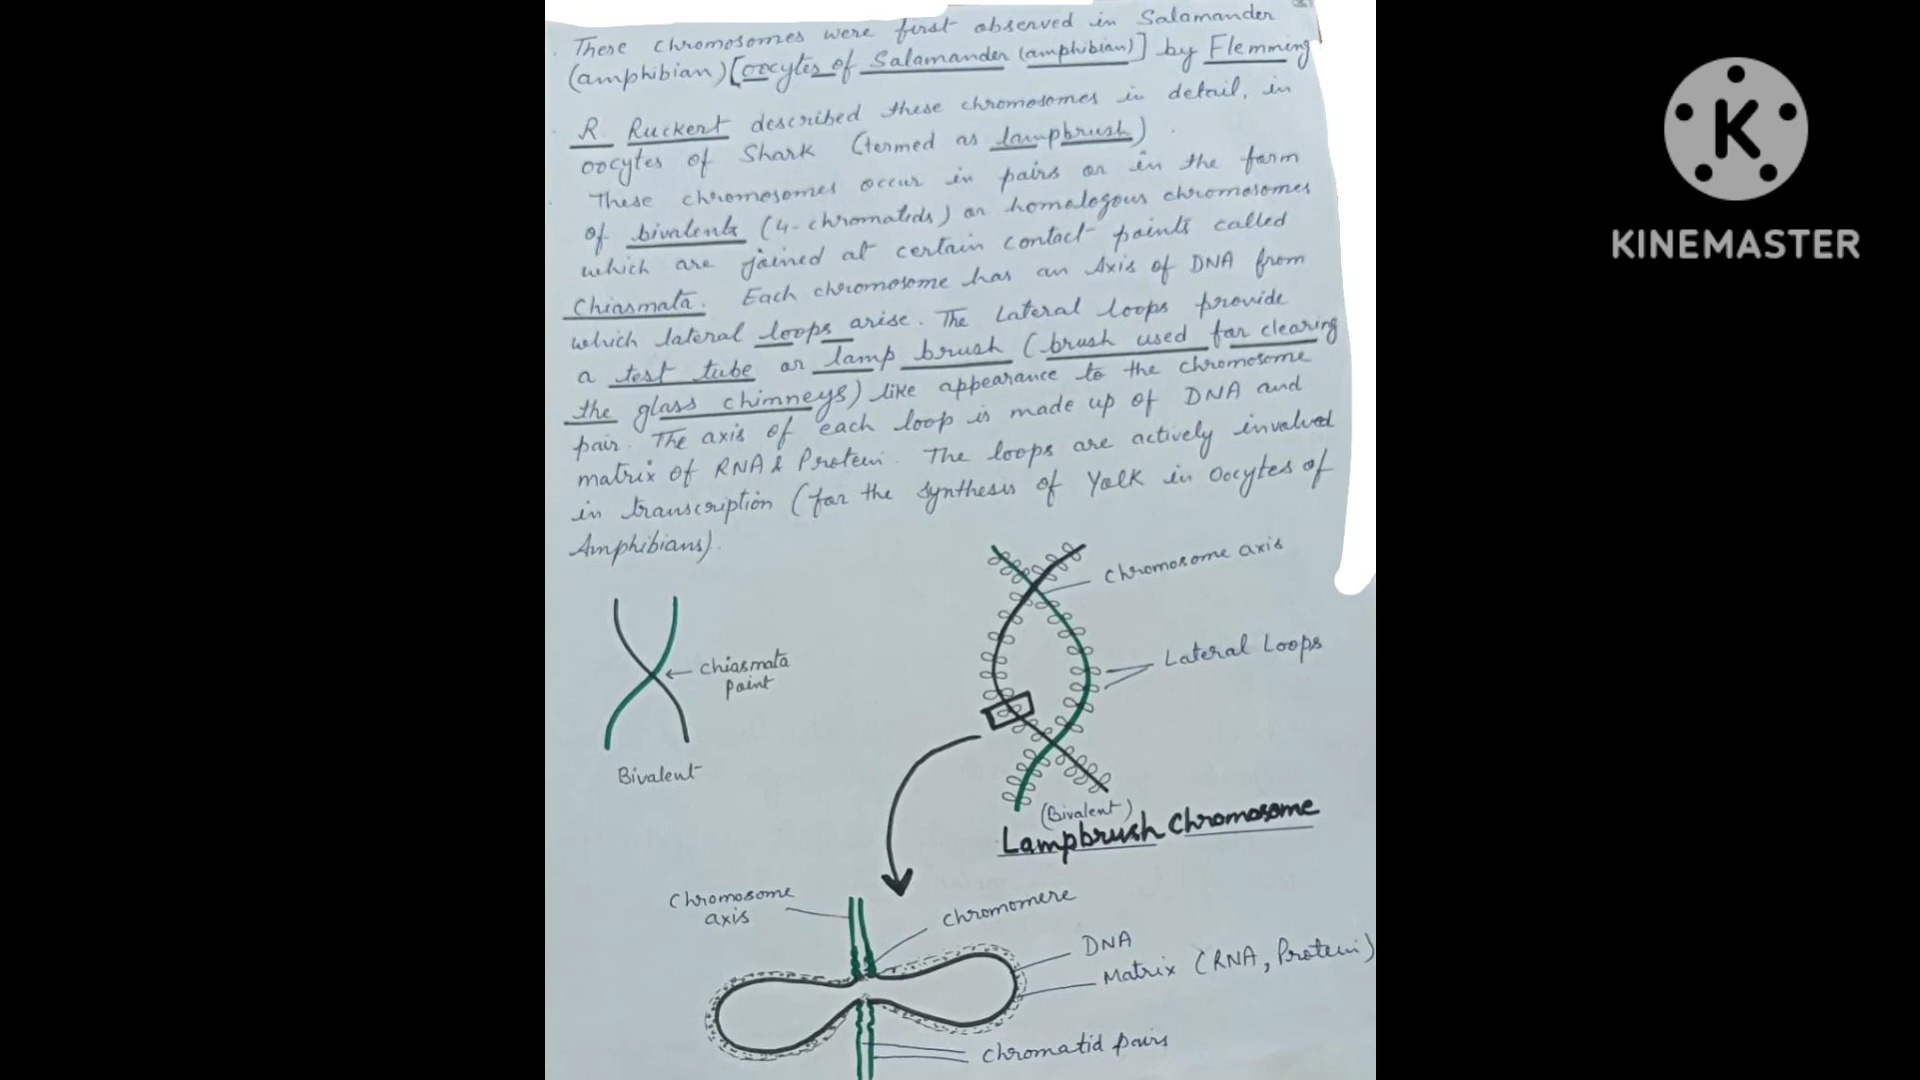 These chromosomes were first observed in Salamander
(amphibian) [oocytes of Salamander (amphibian)] by Flemming
R. Ruckert described these chromosomes in detail, in
oocytes of Shark (termed as lampbrush).
These chromosomes occur in pairs or in the form
of bivalents (4-chromatids) or homologous chromosomes
which are joined at certain contact points called
Chiasmata. Each chromosome has an Axis of DNA from
which lateral loops arise. The Lateral loops provide
a test tube or lamp brush (brush used for clearing
the glass chimneys) like appearance to the chromosome
pair. The axis of each loop is made up of DNA and
matrix of RNA & Protein. The loops are actively involved
in transcription (for the synthesis of Yolk in Oocytes of
Amphibians).
Chromosome axis
Lateral Loops
Chiasmata
point
Bivalent
(Bivalent)
Lampbrush Chromosome
Chromosome
axis
Chromomere
DNA
Matrix (RNA, Protein)
Chromatid pairs
K
KINEMASTER